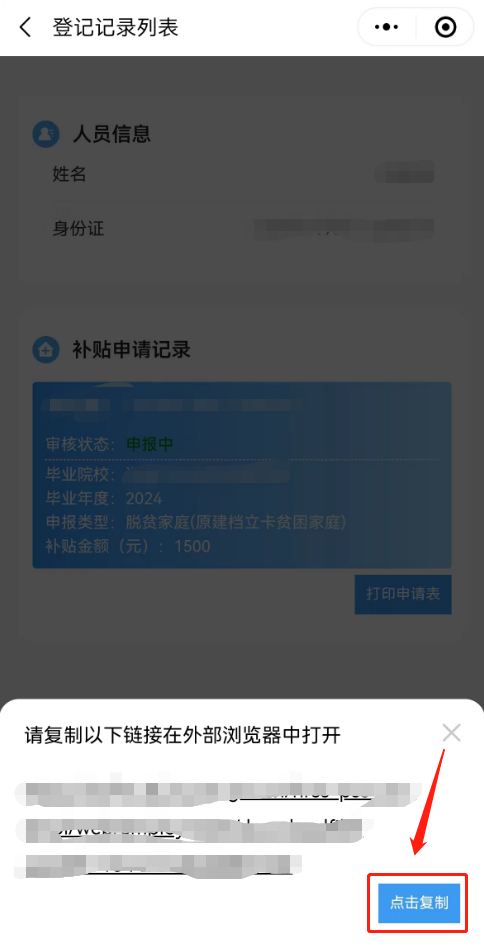 登记记录列表
人员信息
姓名
身份证
补贴申请记录
审核状态：申报中
毕业院校：
毕业年度：2024
申报类型：脱贫家庭(原建档立卡贫困家庭)
补贴金额（元）：1500
打印申请表
请复制以下链接在外部浏览器中打开
点击复制